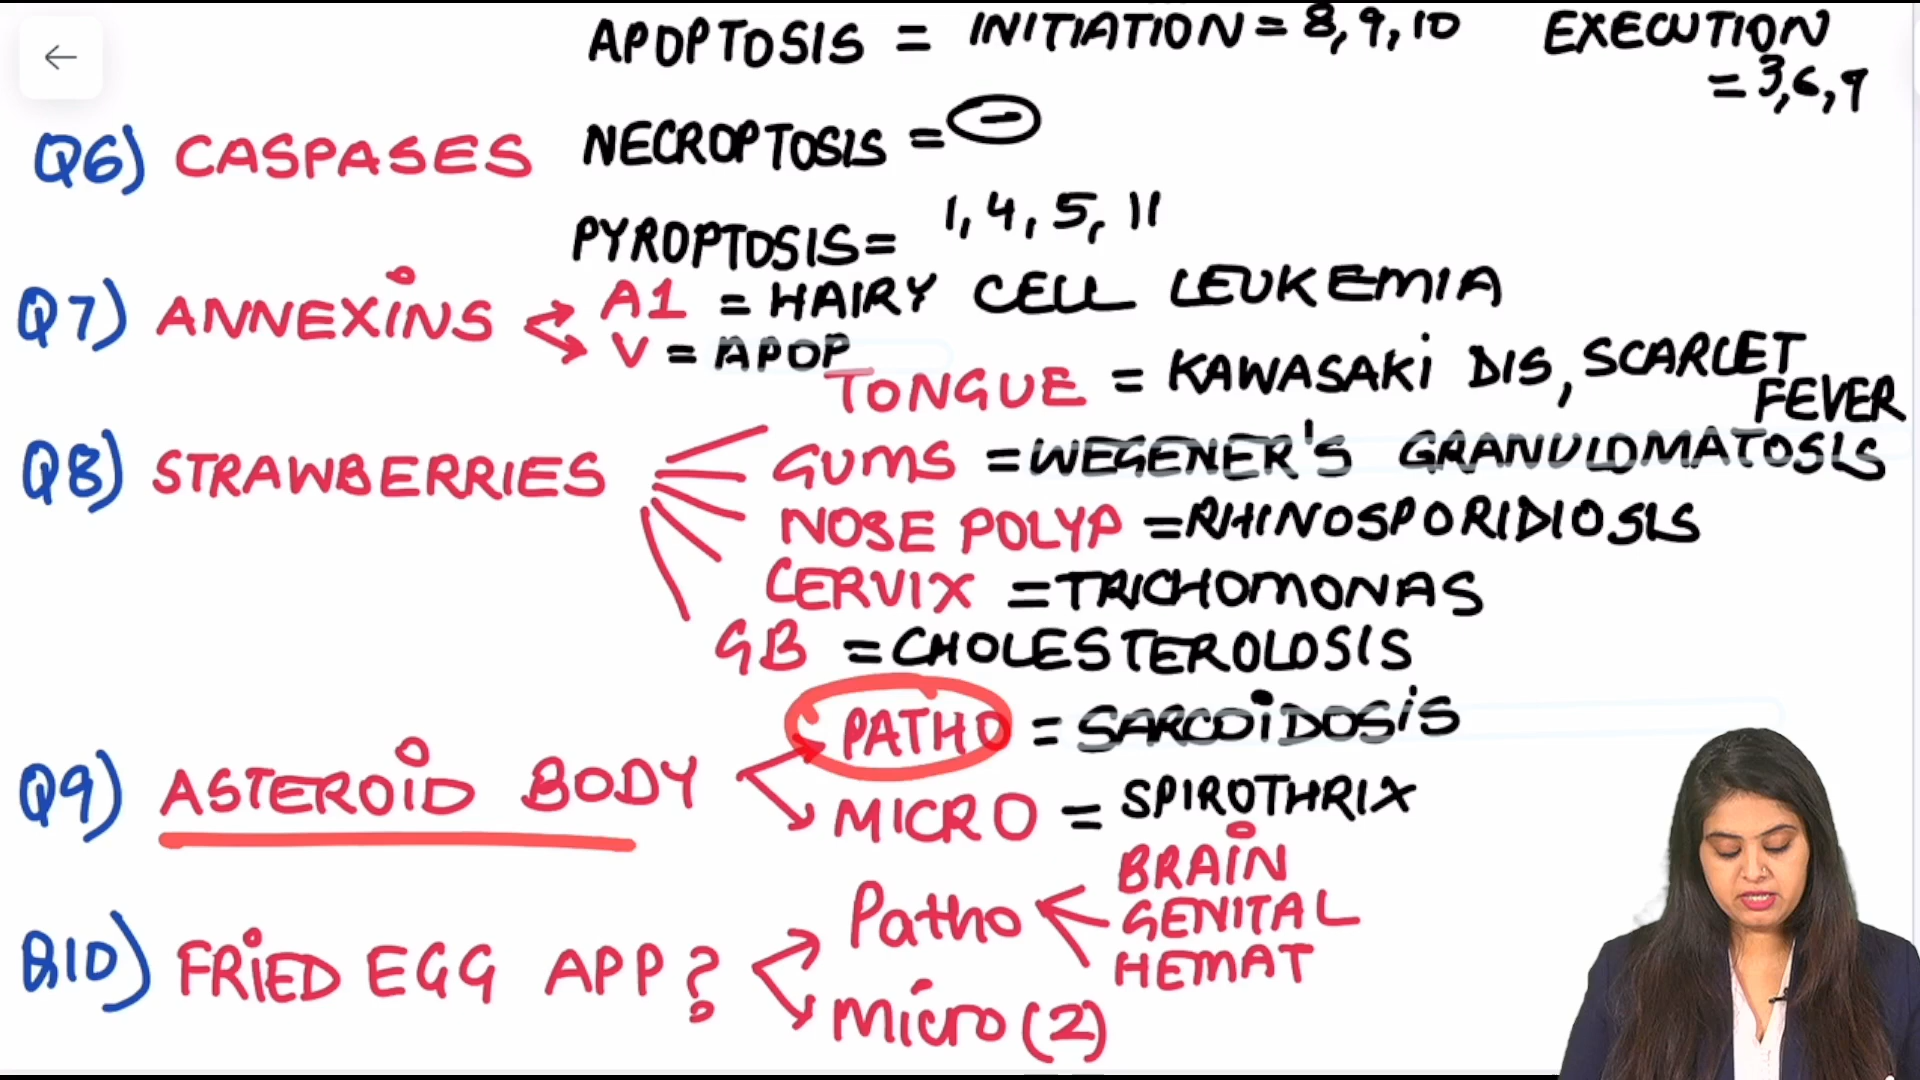 APOPTOSIS = INITIATION = 8, 9, 10 EXECUTION = 3, 6, 9
Q6) CASPASES NECROPTOSIS = −
PYROPTOSIS = 1, 4, 5, 11
Q7) ANNEXINS A1 = HAIRY CELL LEUKEMIA
V = APOP
TONGUE = KAWASAKI DIS, SCARLET FEVER
Q8) STRAWBERRIES GUMS = WEGENER'S GRANULOMATOSIS
NOSE POLYP = RHINOSPORIDIOSIS
CERVIX = TRICHOMONAS
GB = CHOLESTEROLOSIS
PATHO = SARCOIDOSIS
Q9) ASTEROID BODY
MICRO = SPIROTHRIX
Q10) FRIED EGG APP?
Patho BRAIN
GENITAL
HEMAT
Micro (2)